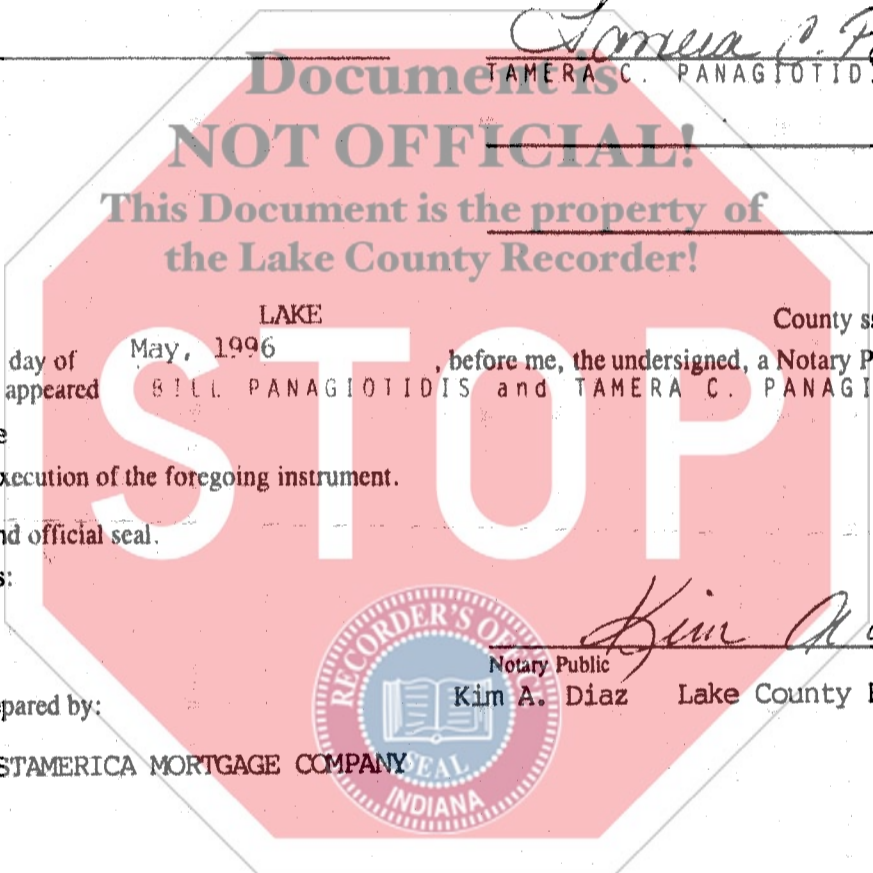 Tamera C. P
TAMERA C. PANAGIOTID
Document is
NOT OFFICIAL!
This Document is the property of
the Lake County Recorder!
LAKE
County s
day of May, 1996 , before me, the undersigned, a Notary P
appeared BILL PANAGIOTIDIS and TAMERA C. PANAGI
e
xecution of the foregoing instrument.
nd official seal.
s:
STOP
Kim A
Notary Public
Kim A. Diaz Lake County
pared by:
STAMERICA MORTGAGE COMPANY
RECORDER'S OFFICE
SEAL
INDIANA